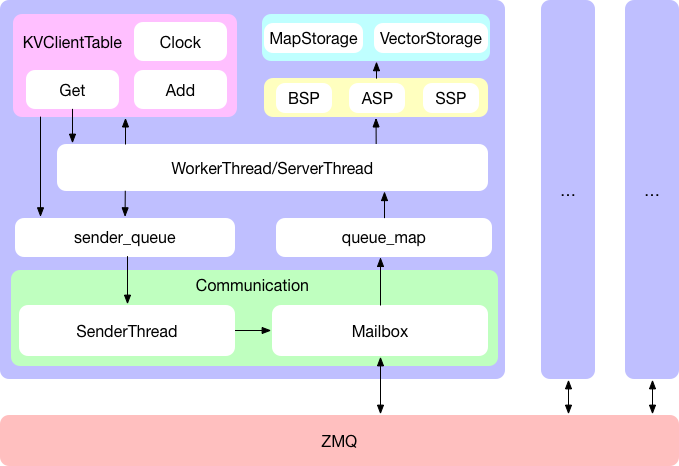 KVClientTable
Clock
Get
Add
MapStorage
VectorStorage
BSP
ASP
SSP
WorkerThread/ServerThread
sender_queue
queue_map
Communication
SenderThread
Mailbox
...
...
ZMQ